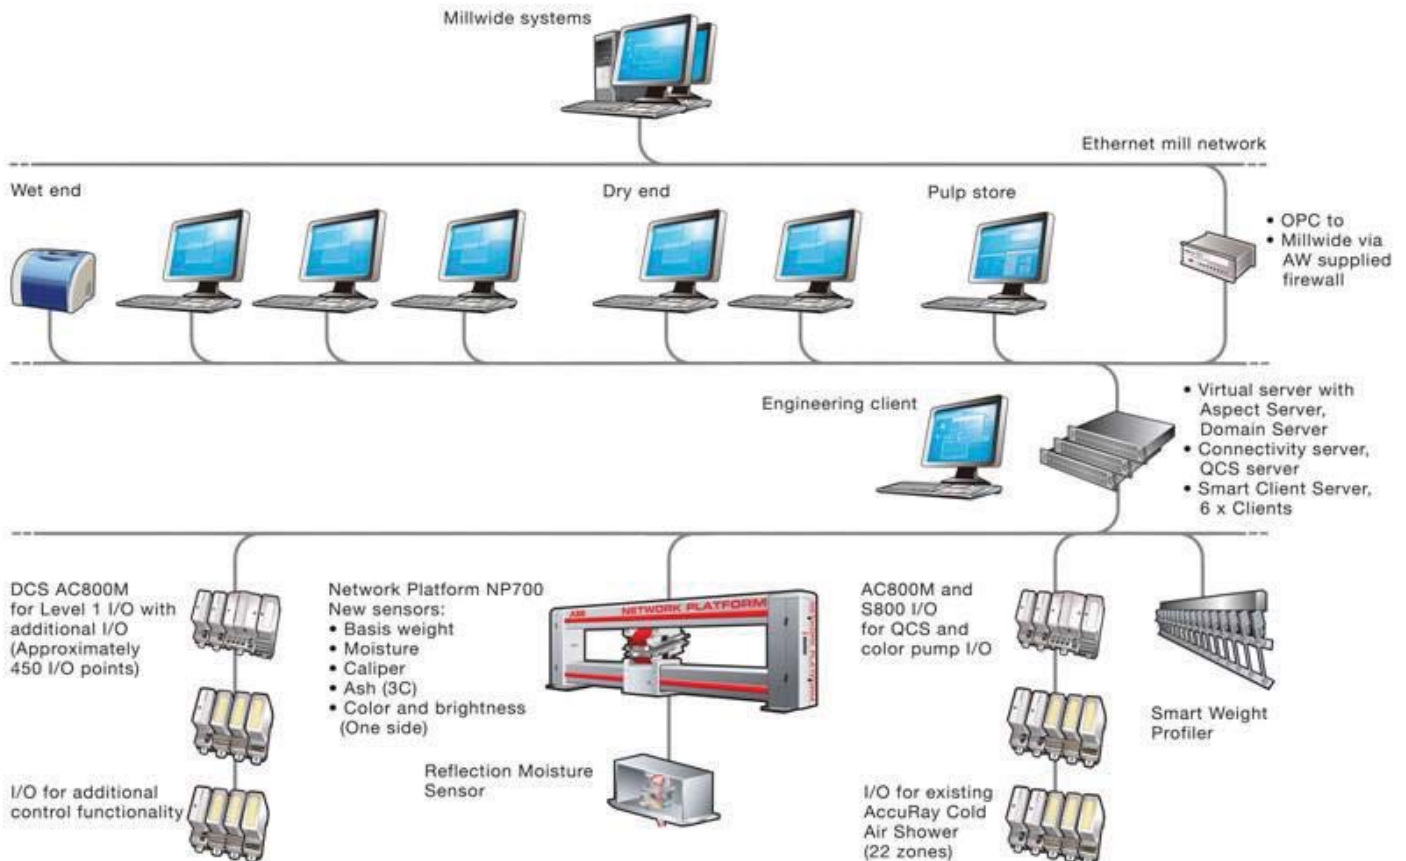 Millwide systems
Ethernet mill network
Wet end
Dry end
Pulp store
• OPC to
• Millwide via
AW supplied
firewall
Engineering client
• Virtual server with
Aspect Server,
Domain Server
• Connectivity server,
QCS server
• Smart Client Server,
6 x Clients
DCS AC800M
for Level 1 I/O with
additional I/O
(Approximately
450 I/O points)
I/O for additional
control functionality
Network Platform NP700
New sensors:
• Basis weight
• Moisture
• Caliper
• Ash (3C)
• Color and brightness
(One side)
ABB
NETWORK PLATFORM
Reflection Moisture
Sensor
AC800M and
S800 I/O
for QCS and
color pump I/O
I/O for existing
AccuRay Cold
Air Shower
(22 zones)
Smart Weight
Profiler